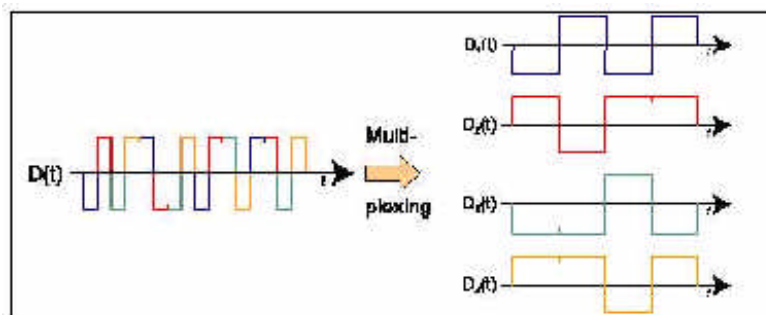 D(t)
t
Multi-
plexing
D₁(t)
t
D₂(t)
t
D₃(t)
t
D₄(t)
t